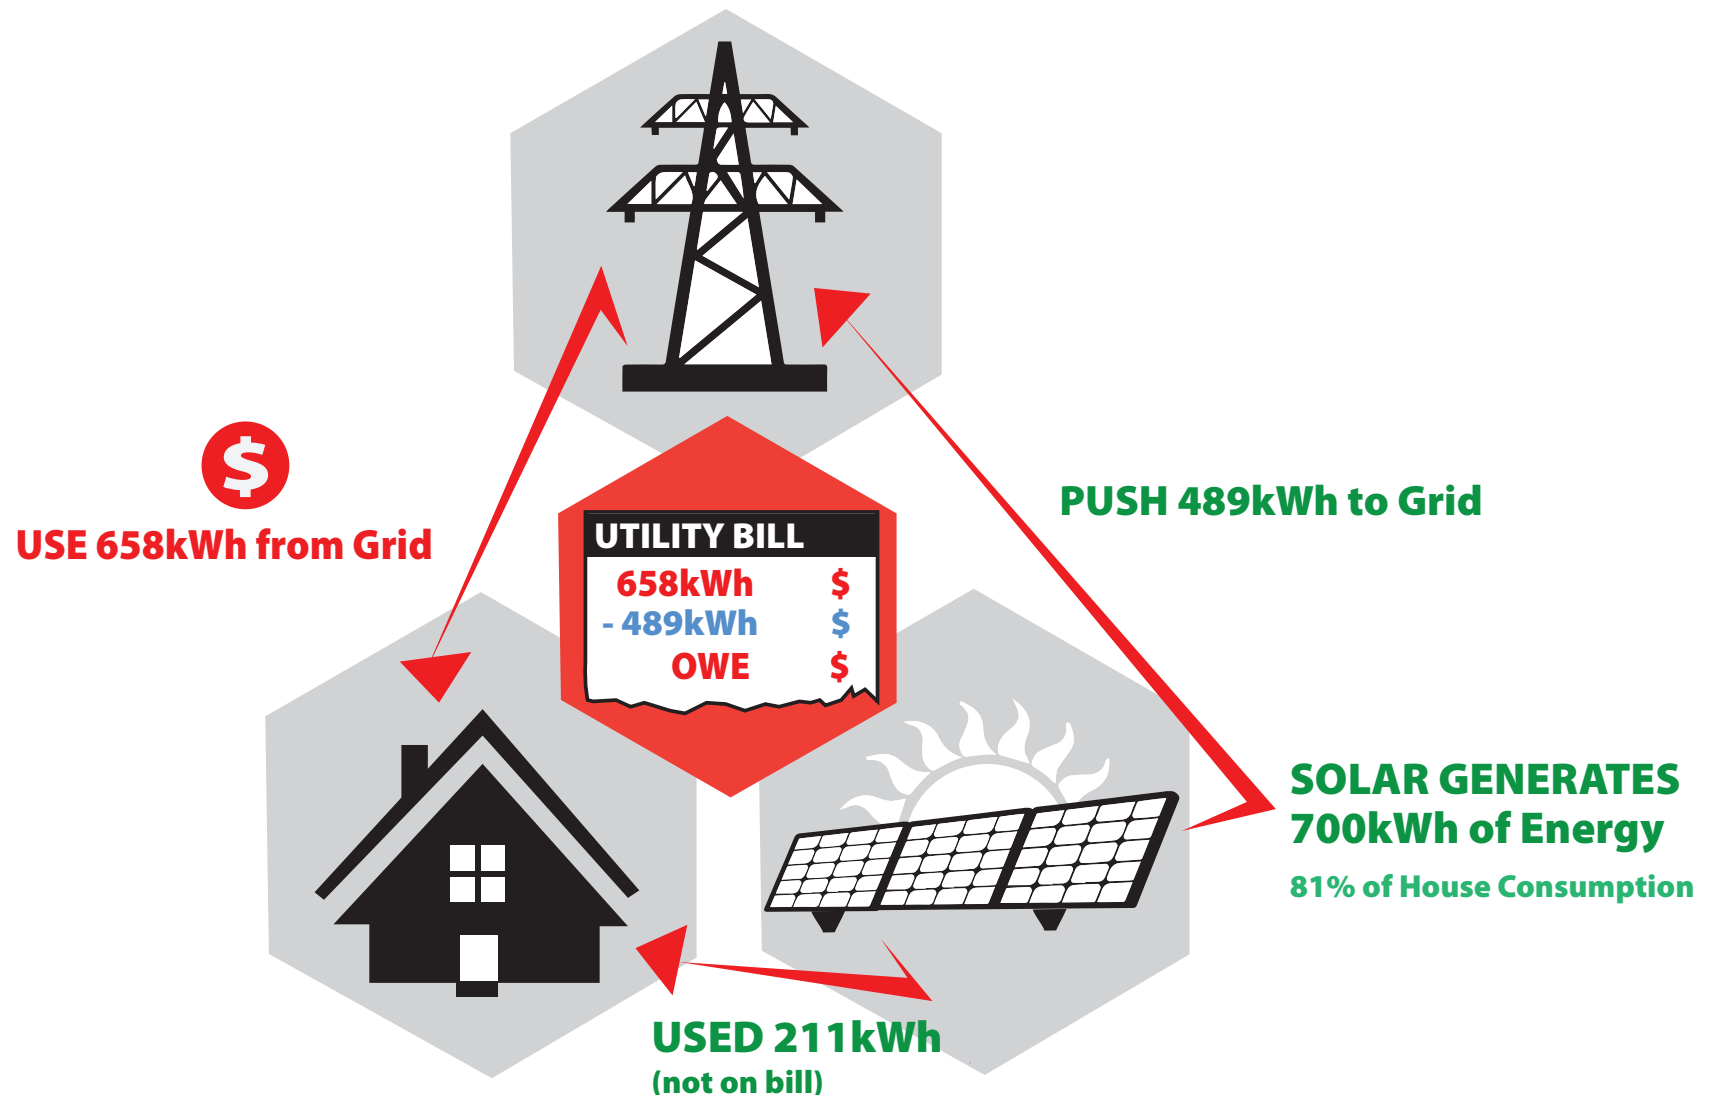 $
USE 658kWh from Grid
PUSH 489kWh to Grid
UTILITY BILL
658kWh $
- 489kWh $
OWE $
SOLAR GENERATES
700kWh of Energy
81% of House Consumption
USED 211kWh
(not on bill)